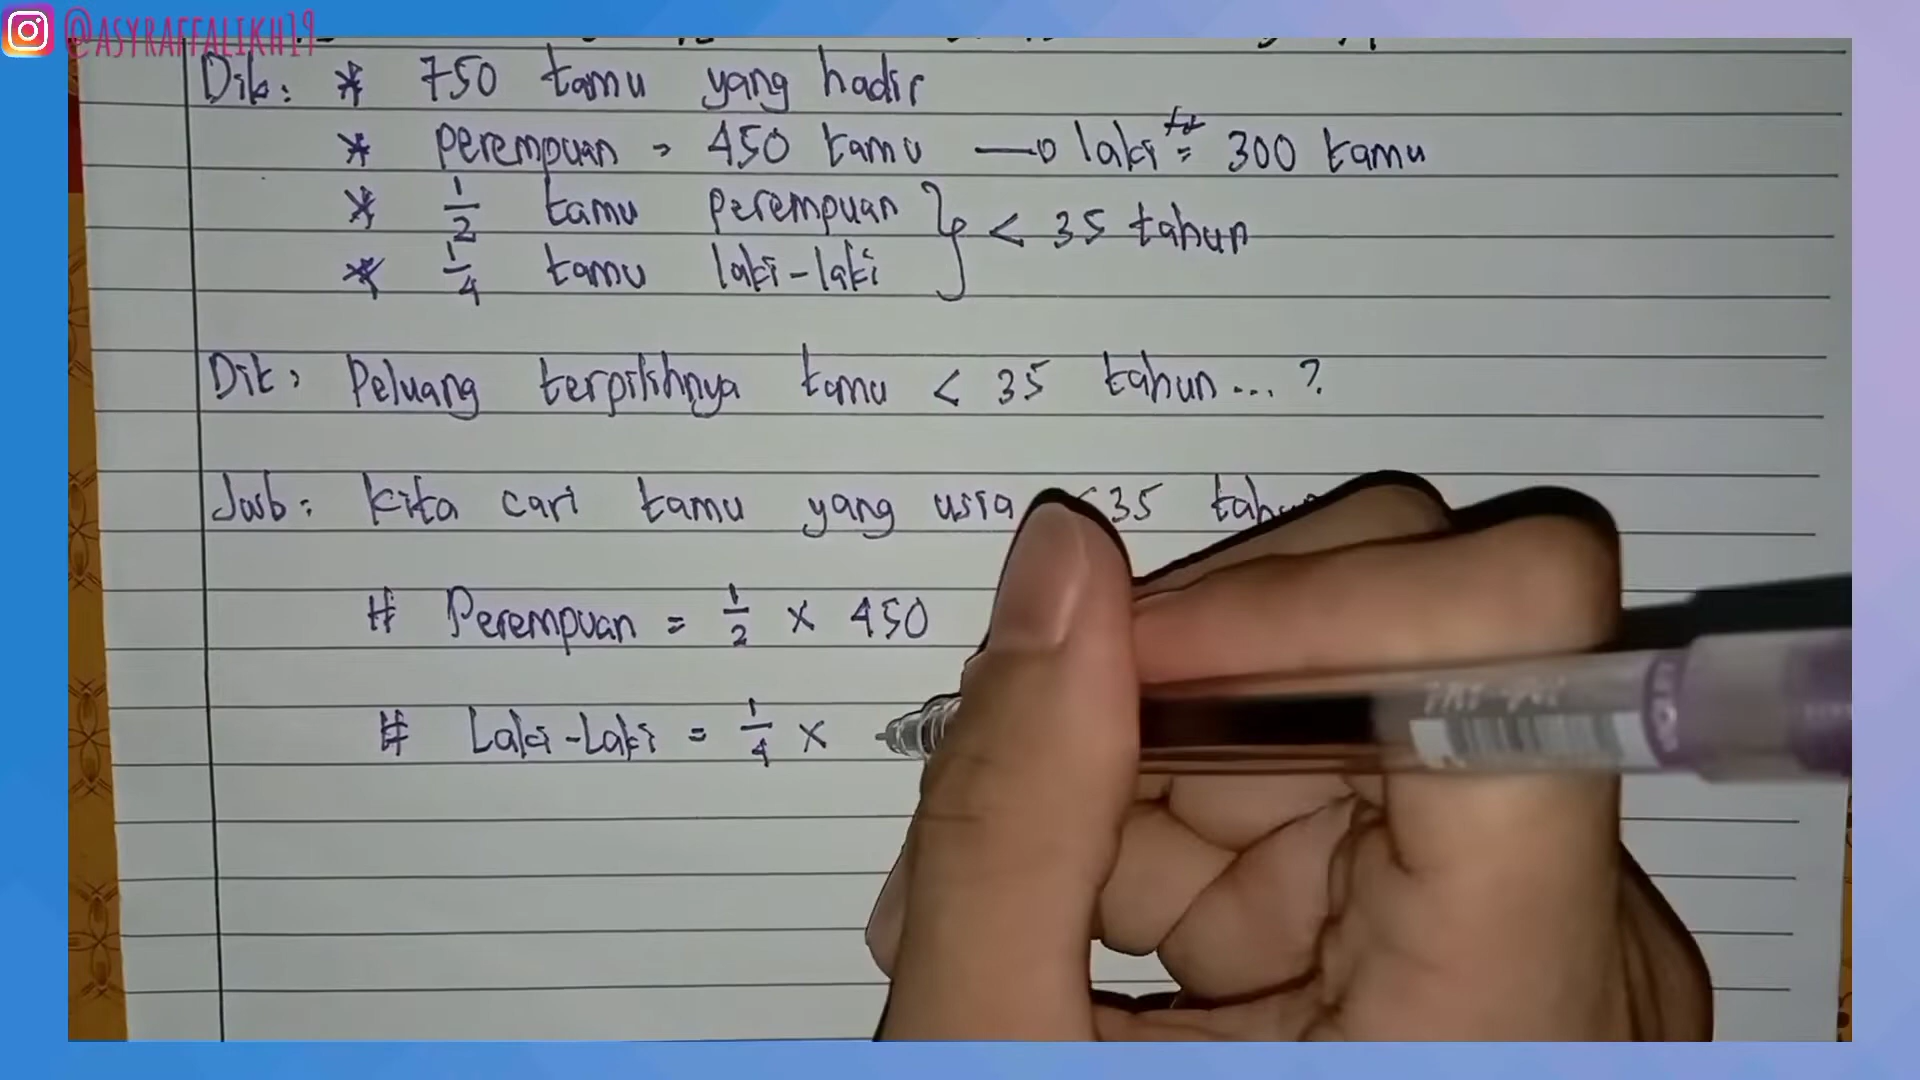 @ASYRAFFALIKH19
Dik: * 750 tamu yang hadir
* perempuan = 450 tamu → laki² = 300 tamu
* 1/2 tamu perempuan } < 35 tahun
* 1/4 tamu laki-laki
Dit: Peluang terpilihnya tamu < 35 tahun...?
Jwb: Kita cari tamu yang usia < 35
# Perempuan = 1/2 × 450
# Laki-Laki = 1/4 ×